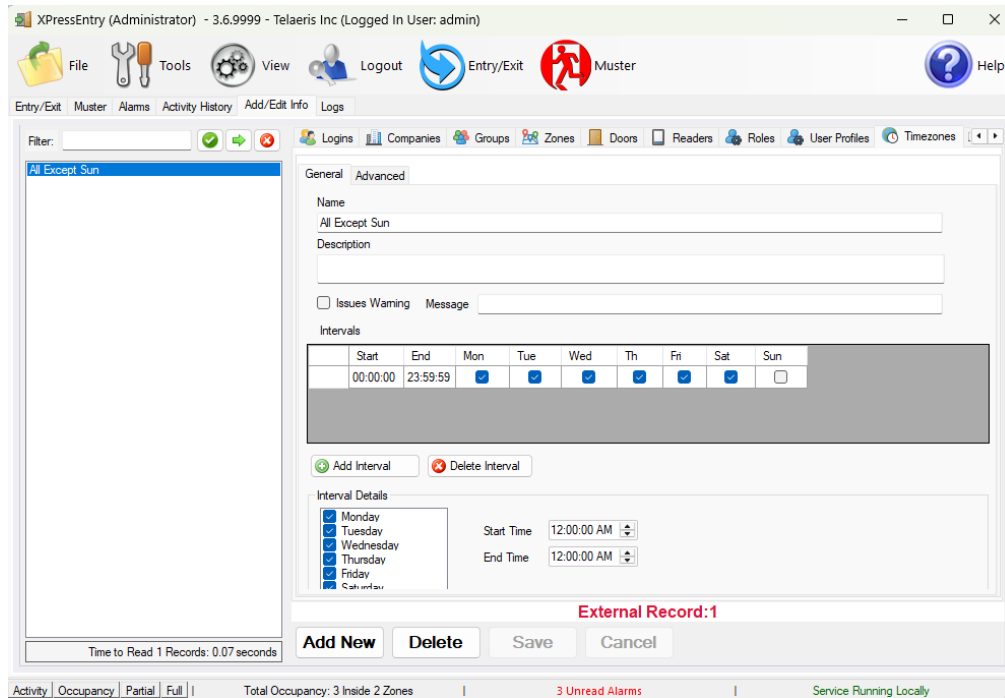 XPressEntry (Administrator) - 3.6.9999 - Telaeris Inc (Logged In User: admin)
File Tools View Logout Entry/Exit Muster Help
Entry/Exit Muster Alarms Activity History Add/Edit Info Logs
Filter:
Logins Companies Groups Zones Doors Readers Roles User Profiles Timezones
All Except Sun
General Advanced
Name
All Except Sun
Description
Issues Warning Message
Intervals
Start End Mon Tue Wed Th Fri Sat Sun
00:00:00 23:59:59
Add Interval Delete Interval
Interval Details
Monday
Tuesday
Wednesday
Thursday
Friday
Saturday
Start Time 12:00:00 AM
End Time 12:00:00 AM
External Record:1
Add New Delete Save Cancel
Time to Read 1 Records: 0.07 seconds
Activity Occupancy Partial Full Total Occupancy: 3 Inside 2 Zones 3 Unread Alarms Service Running Locally